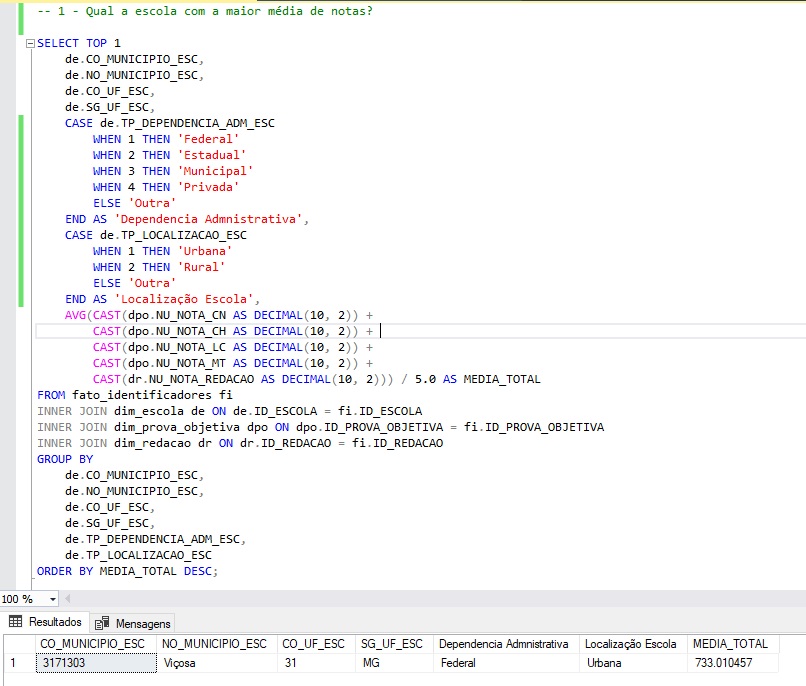 -- 1 - Qual a escola com a maior média de notas?
SELECT TOP 1
de.CO_MUNICIPIO_ESC,
de.NO_MUNICIPIO_ESC,
de.CO_UF_ESC,
de.SG_UF_ESC,
CASE de.TP_DEPENDENCIA_ADM_ESC
WHEN 1 THEN 'Federal'
WHEN 2 THEN 'Estadual'
WHEN 3 THEN 'Municipal'
WHEN 4 THEN 'Privada'
ELSE 'Outra'
END AS 'Dependencia Admnistrativa',
CASE de.TP_LOCALIZACAO_ESC
WHEN 1 THEN 'Urbana'
WHEN 2 THEN 'Rural'
ELSE 'Outra'
END AS 'Localização Escola',
AVG(CAST(dpo.NU_NOTA_CN AS DECIMAL(10, 2)) +
CAST(dpo.NU_NOTA_CH AS DECIMAL(10, 2)) +
CAST(dpo.NU_NOTA_LC AS DECIMAL(10, 2)) +
CAST(dpo.NU_NOTA_MT AS DECIMAL(10, 2)) +
CAST(dr.NU_NOTA_REDACAO AS DECIMAL(10, 2))) / 5.0 AS MEDIA_TOTAL
FROM fato_identificadores fi
INNER JOIN dim_escola de ON de.ID_ESCOLA = fi.ID_ESCOLA
INNER JOIN dim_prova_objetiva dpo ON dpo.ID_PROVA_OBJETIVA = fi.ID_PROVA_OBJETIVA
INNER JOIN dim_redacao dr ON dr.ID_REDACAO = fi.ID_REDACAO
GROUP BY
de.CO_MUNICIPIO_ESC,
de.NO_MUNICIPIO_ESC,
de.CO_UF_ESC,
de.SG_UF_ESC,
de.TP_DEPENDENCIA_ADM_ESC,
de.TP_LOCALIZACAO_ESC
ORDER BY MEDIA_TOTAL DESC;
100 %
Resultados Mensagens
CO_MUNICIPIO_ESC NO_MUNICIPIO_ESC CO_UF_ESC SG_UF_ESC Dependencia Admnistrativa Localização Escola MEDIA_TOTAL
1 3171303 Viçosa 31 MG Federal Urbana 733.010457